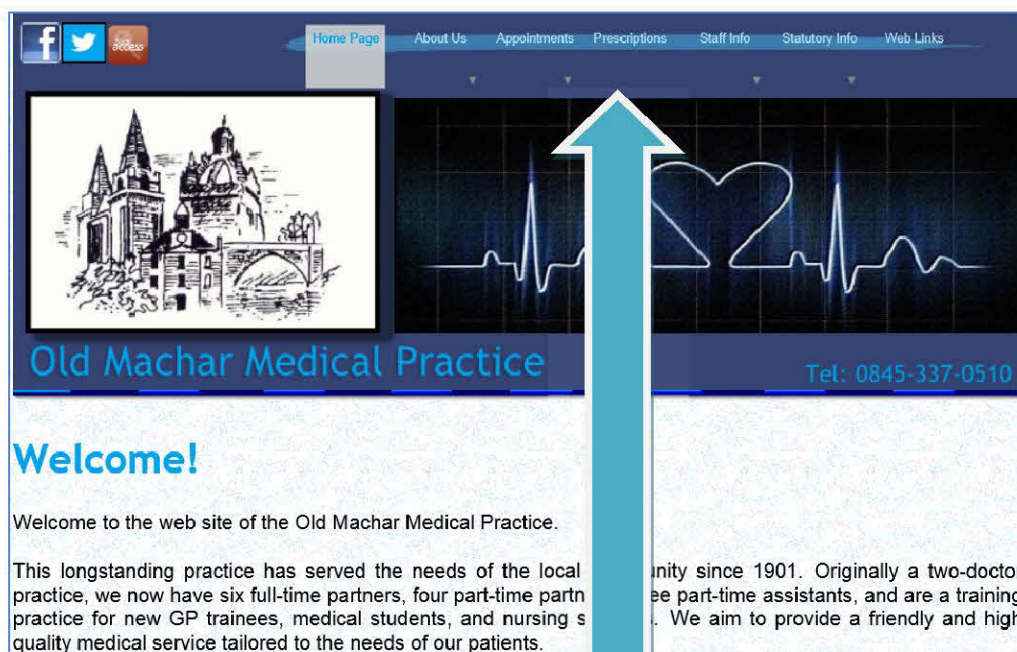 access
Home Page About Us Appointments Prescriptions Staff Info Statutory Info Web Links
Old Machar Medical Practice
Tel: 0845-337-0510
Welcome!
Welcome to the web site of the Old Machar Medical Practice.
This longstanding practice has served the needs of the local unity since 1901. Originally a two-docto
practice, we now have six full-time partners, four part-time partn ee part-time assistants, and are a training
practice for new GP trainees, medical students, and nursing s . We aim to provide a friendly and high
quality medical service tailored to the needs of our patients.